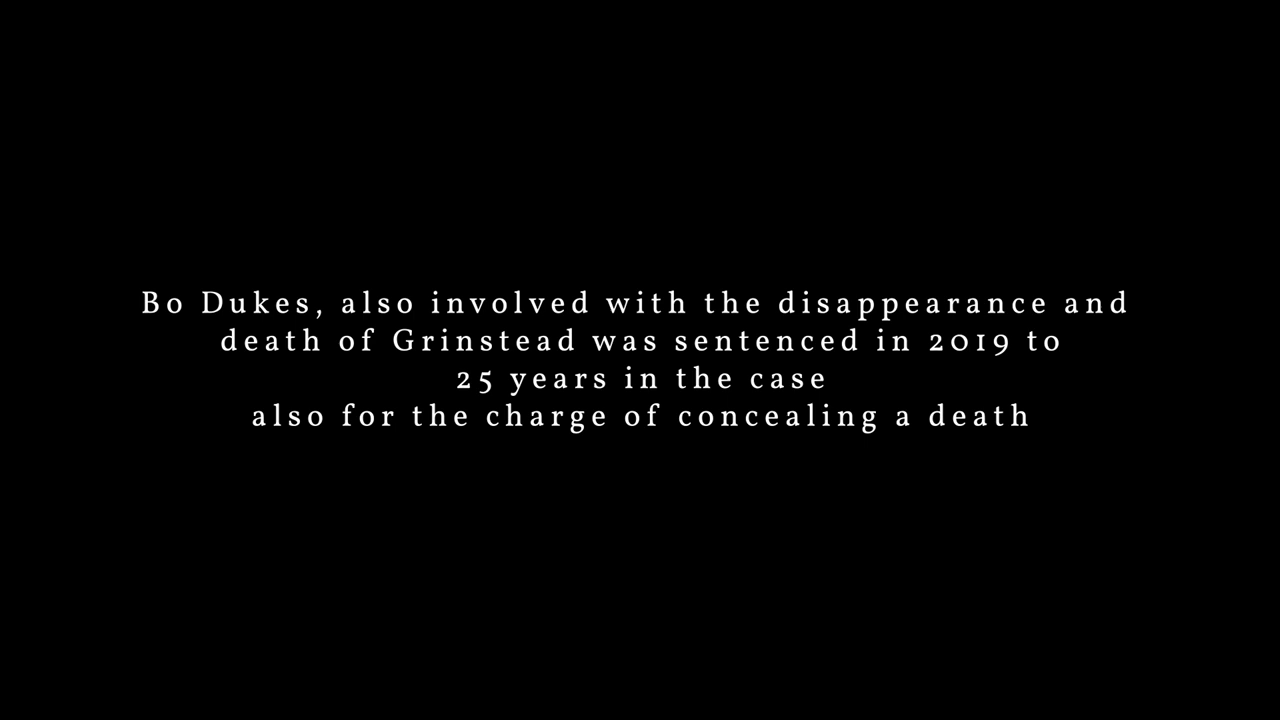 Bo Dukes, also involved with the disappearance and
death of Grinstead was sentenced in 2019 to
25 years in the case
also for the charge of concealing a death